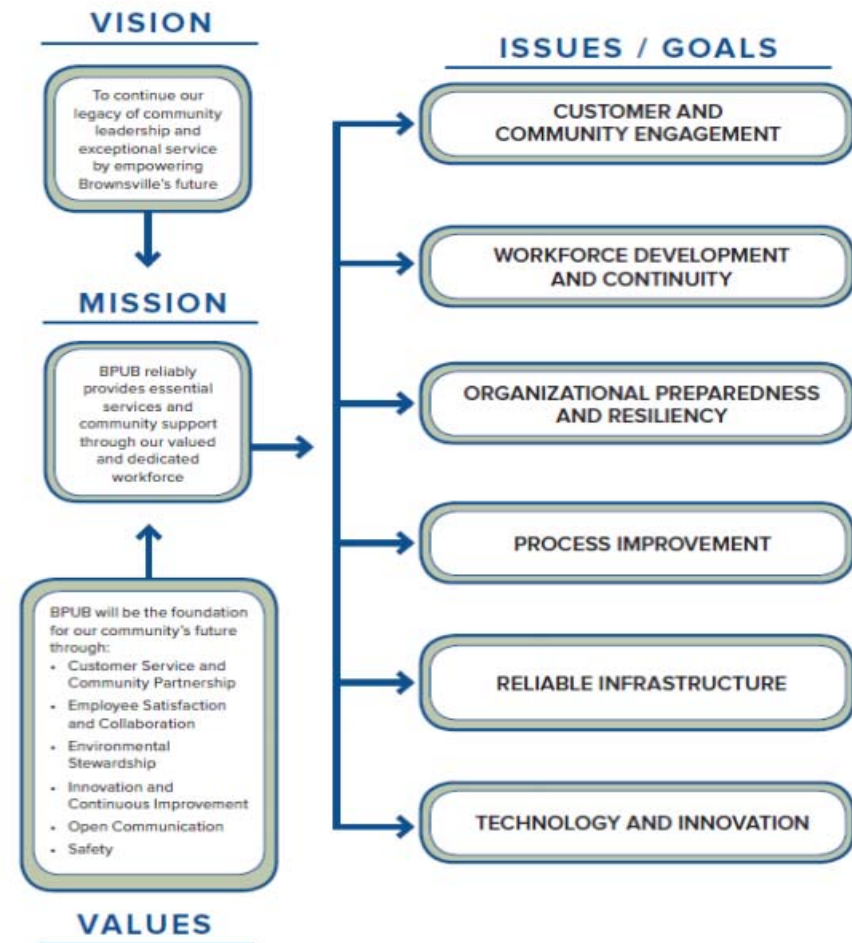 VISION
To continue our
legacy of community
leadership and
exceptional service
by empowering
Brownsville's future
MISSION
BPUB reliably
provides essential
services and
community support
through our valued
and dedicated
workforce
BPUB will be the foundation
for our community's future
through:
• Customer Service and
Community Partnership
• Employee Satisfaction
and Collaboration
• Environmental
Stewardship
• Innovation and
Continuous Improvement
• Open Communication
• Safety
VALUES
ISSUES / GOALS
CUSTOMER AND
COMMUNITY ENGAGEMENT
WORKFORCE DEVELOPMENT
AND CONTINUITY
ORGANIZATIONAL PREPAREDNESS
AND RESILIENCY
PROCESS IMPROVEMENT
RELIABLE INFRASTRUCTURE
TECHNOLOGY AND INNOVATION